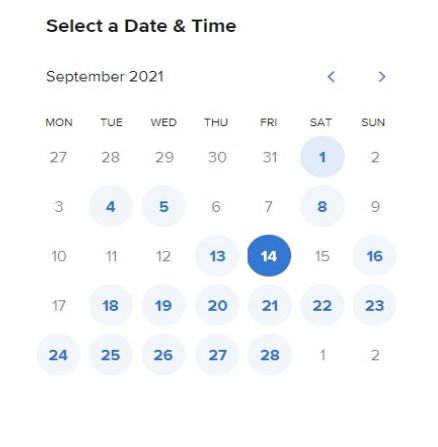 Select a Date & Time
September 2021
MON TUE WED THU FRI SAT SUN
27 28 29 30 31 1 2
3 4 5 6 7 8 9
10 11 12 13 14 15 16
17 18 19 20 21 22 23
24 25 26 27 28 1 2